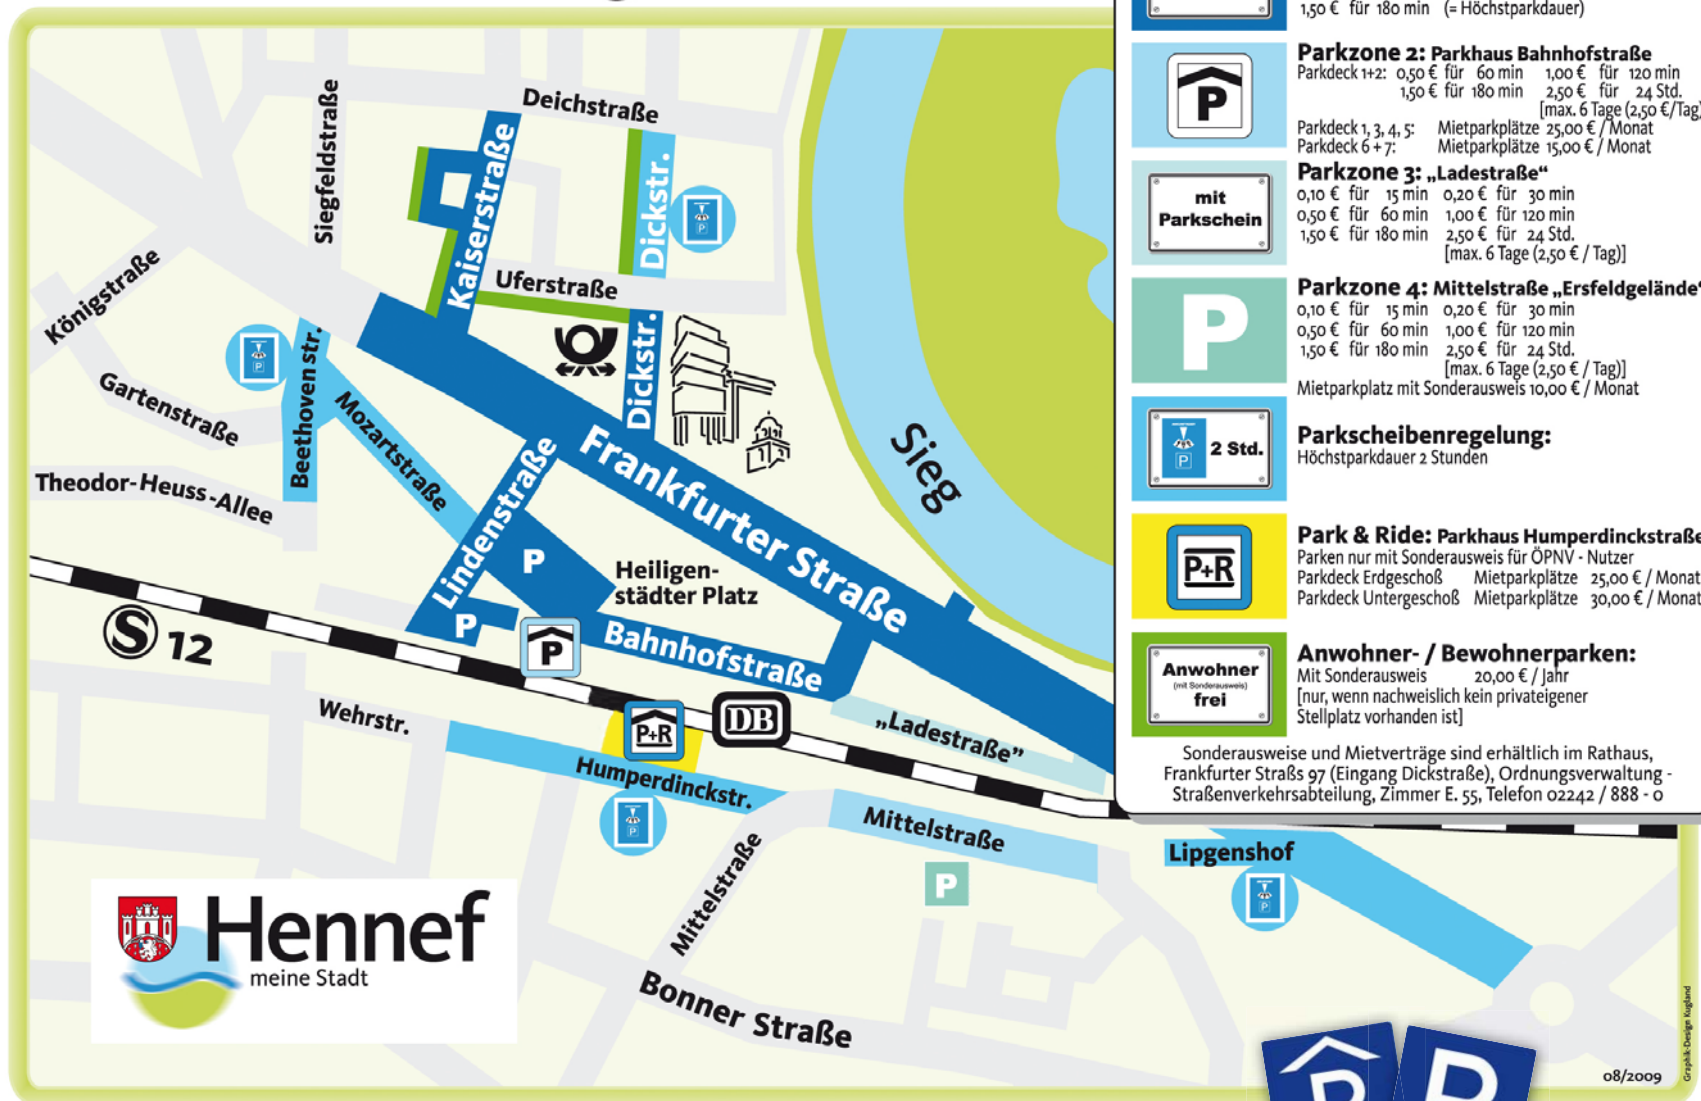 Deichstraße
Siegfeldstraße
Kaiserstraße
Dickstr.
Uferstraße
Königstraße
Dickstr.
Beethovenstr.
Gartenstraße
Mozartstraße
Theodor-Heuss-Allee
Lindenstraße
Frankfurter Straße
Sieg
P
Heiligen-
städter Platz
P
P
Bahnhofstraße
S 12
Wehrstr.
P+R
DB
„Ladestraße”
Humperdinckstr.
P
Mittelstraße
Mittelstraße
P
Lipgenshof
P
Bonner Straße
Hennef
meine Stadt
1,50 € für 180 min (= Höchstparkdauer)
P
Parkzone 2: Parkhaus Bahnhofstraße
Parkdeck 1+2: 0,50 € für 60 min 1,00 € für 120 min
1,50 € für 180 min 2,50 € für 24 Std.
[max. 6 Tage (2,50 €/Tag)
Parkdeck 1, 3, 4, 5: Mietparkplätze 25,00 € / Monat
Parkdeck 6 + 7: Mietparkplätze 15,00 € / Monat
mit
Parkschein
Parkzone 3: „Ladestraße“
0,10 € für 15 min 0,20 € für 30 min
0,50 € für 60 min 1,00 € für 120 min
1,50 € für 180 min 2,50 € für 24 Std.
[max. 6 Tage (2,50 € / Tag)]
P
Parkzone 4: Mittelstraße „Ersfeldgelände“
0,10 € für 15 min 0,20 € für 30 min
0,50 € für 60 min 1,00 € für 120 min
1,50 € für 180 min 2,50 € für 24 Std.
[max. 6 Tage (2,50 € / Tag)]
Mietparkplatz mit Sonderausweis 10,00 € / Monat
P 2 Std.
Parkscheibenregelung:
Höchstparkdauer 2 Stunden
P+R
Park & Ride: Parkhaus Humperdinckstraße
Parken nur mit Sonderausweis für ÖPNV - Nutzer
Parkdeck Erdgeschoß Mietparkplätze 25,00 € / Monat
Parkdeck Untergeschoß Mietparkplätze 30,00 € / Monat
Anwohner
(mit Sonderausweis)
frei
Anwohner- / Bewohnerparken:
Mit Sonderausweis 20,00 € / Jahr
[nur, wenn nachweislich kein privateigener
Stellplatz vorhanden ist]
Sonderausweise und Mietverträge sind erhältlich im Rathaus,
Frankfurter Straßs 97 (Eingang Dickstraße), Ordnungsverwaltung -
Straßenverkehrsabteilung, Zimmer E. 55, Telefon 02242 / 888 - 0
P P
08/2009
Graphik-Design Kugland